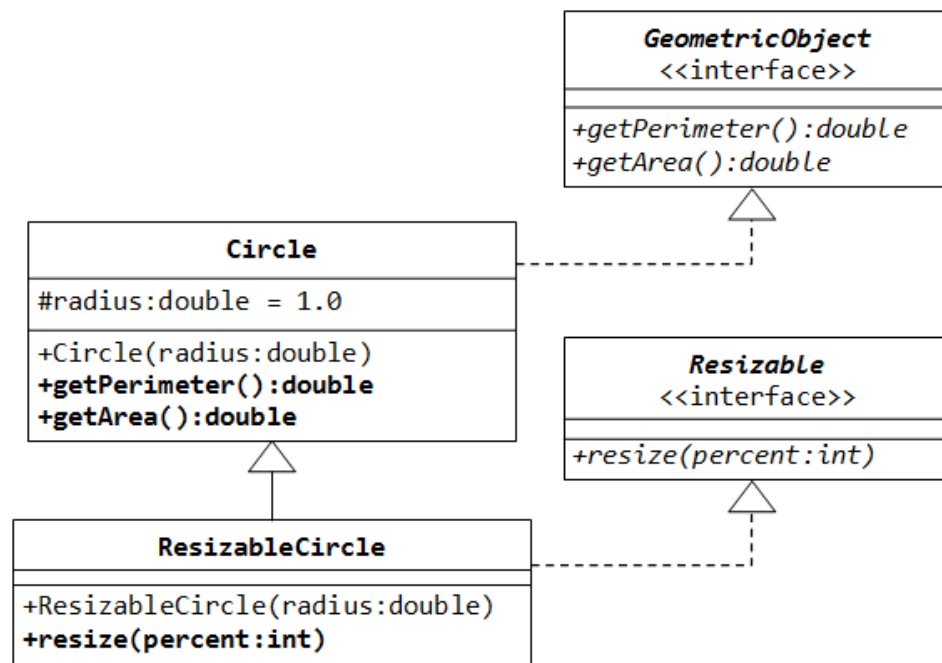 GeometricObject
<<interface>>
+getPerimeter():double
+getArea():double
Circle
#radius:double = 1.0
+Circle(radius:double)
+getPerimeter():double
+getArea():double
Resizable
<<interface>>
+resize(percent:int)
ResizableCircle
+ResizableCircle(radius:double)
+resize(percent:int)